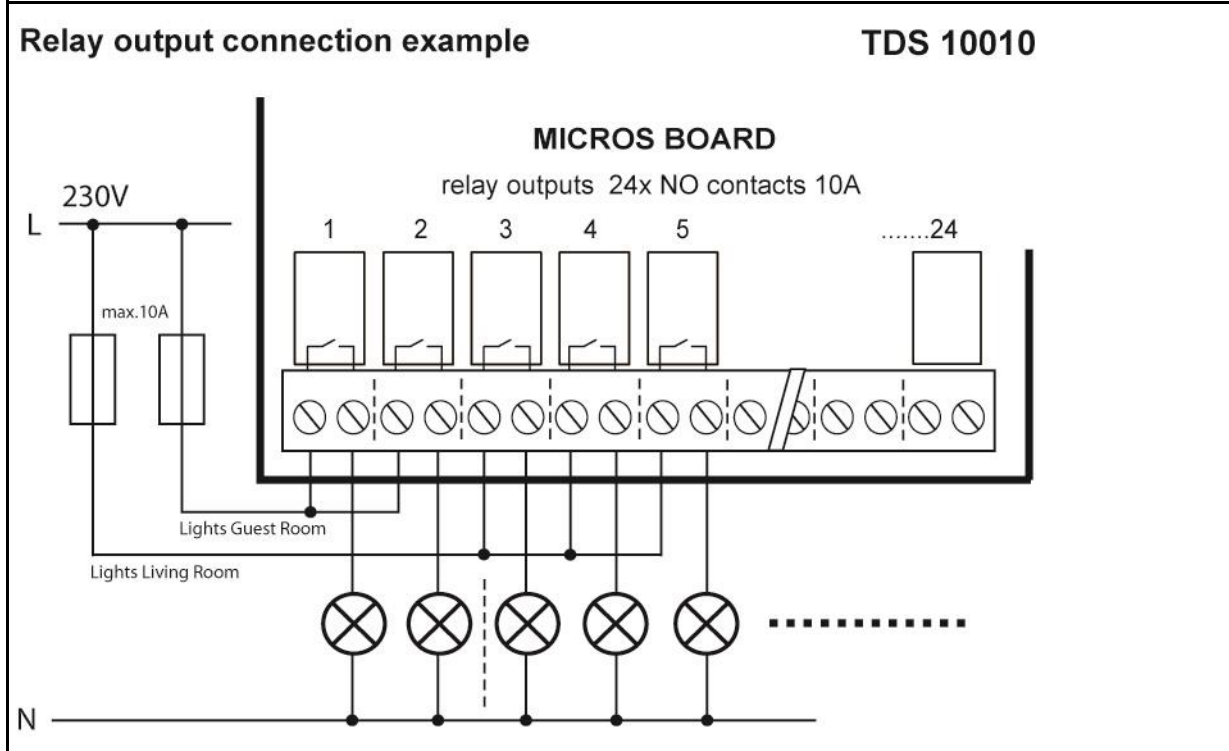 Relay output connection example TDS 10010
MICROS BOARD
relay outputs 24x NO contacts 10A
230V
L
1 2 3 4 5 .......24
max.10A
Lights Guest Room
Lights Living Room
N